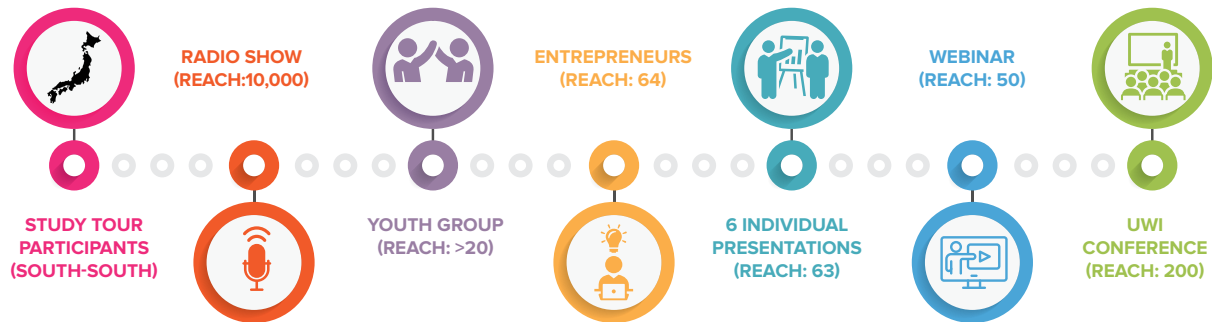 STUDY TOUR
PARTICIPANTS
(SOUTH-SOUTH)
RADIO SHOW
(REACH:10,000)
YOUTH GROUP
(REACH: >20)
ENTREPRENEURS
(REACH: 64)
6 INDIVIDUAL
PRESENTATIONS
(REACH: 63)
WEBINAR
(REACH: 50)
UWI
CONFERENCE
(REACH: 200)